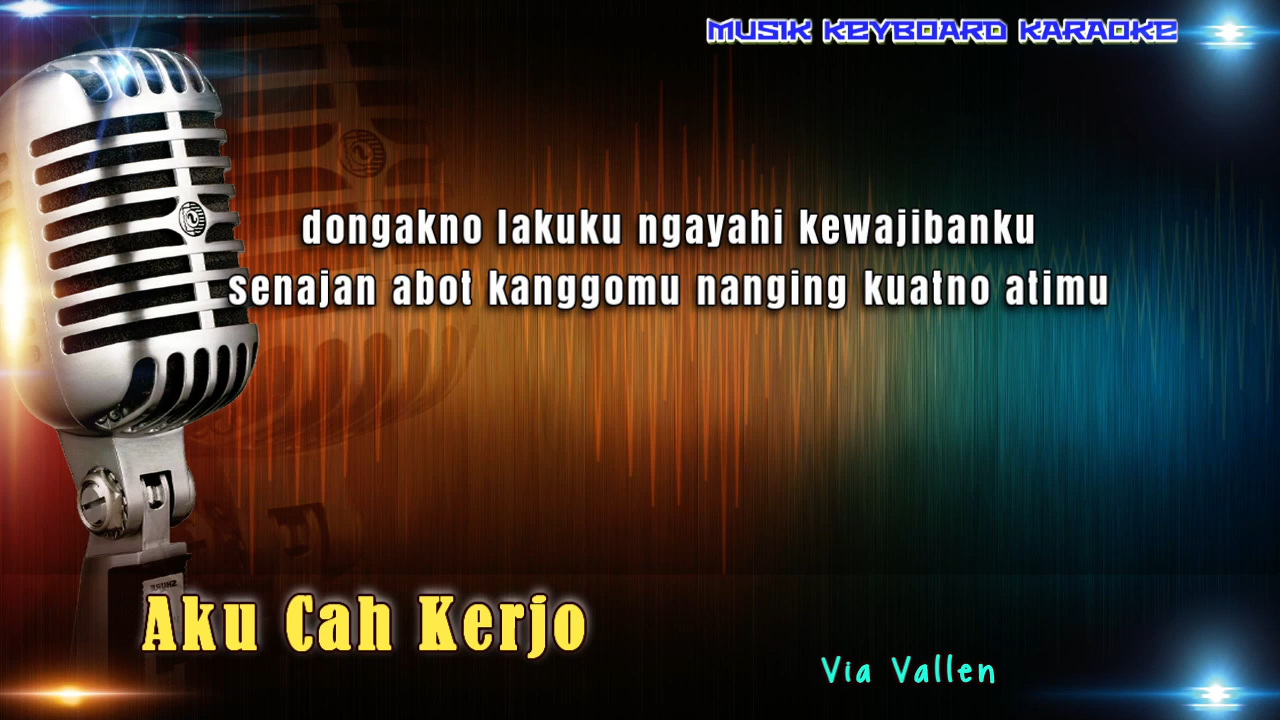 MUSIK KEYBOARD KARAOKE
dongakno lakuku ngayahi kewajibanku
senajan abot kanggomu nanging kuatno atimu
Aku Cah Kerjo
Via Vallen